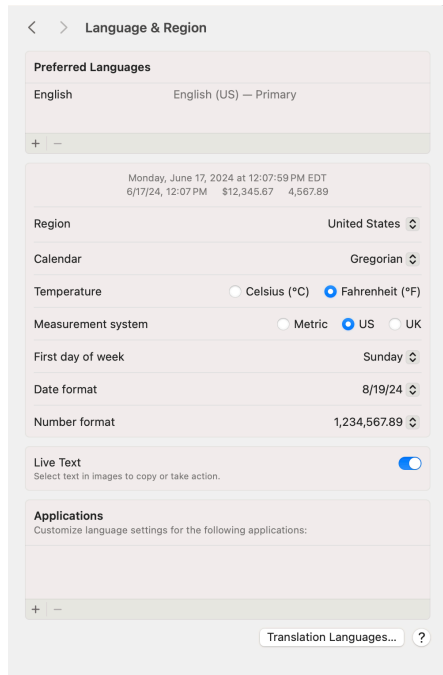 Language & Region
Preferred Languages
English English (US) — Primary
+ −
Monday, June 17, 2024 at 12:07:59 PM EDT
6/17/24, 12:07 PM $12,345.67 4,567.89
Region United States
Calendar Gregorian
Temperature Celsius (°C) Fahrenheit (°F)
Measurement system Metric US UK
First day of week Sunday
Date format 8/19/24
Number format 1,234,567.89
Live Text
Select text in images to copy or take action.
Applications
Customize language settings for the following applications:
+ −
Translation Languages... ?